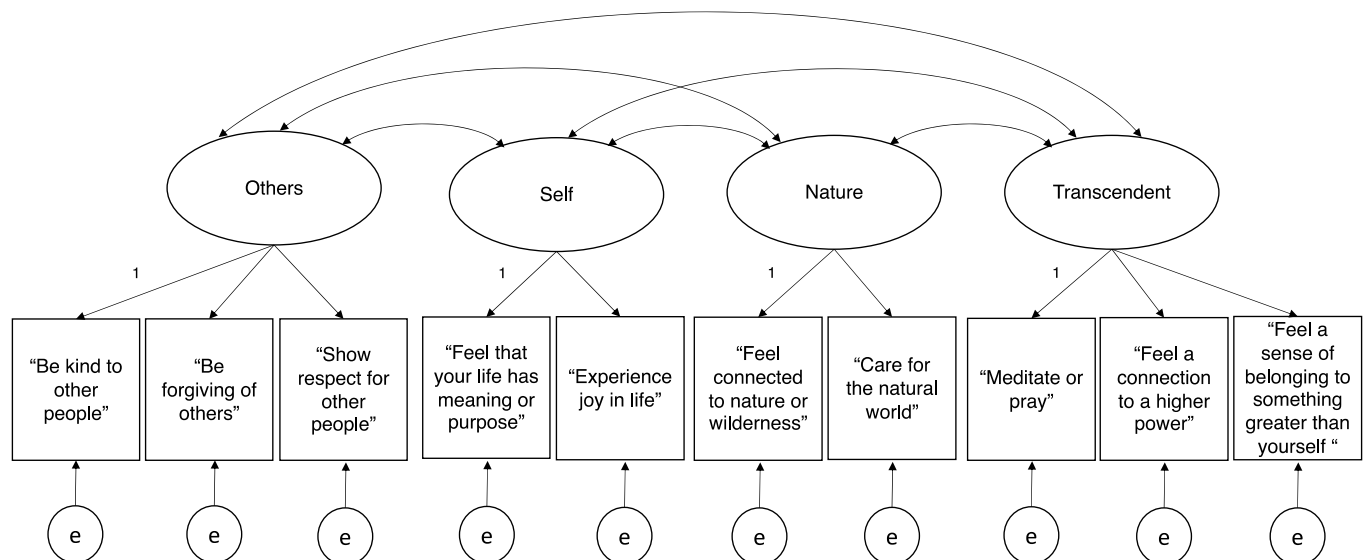 Others
Self
Nature
Transcendent
1
1
1
1
“Be kind to
other
people”
“Be
forgiving of
others”
“Show
respect for
other
people”
“Feel that
your life has
meaning or
purpose”
“Experience
joy in life”
“Feel
connected
to nature or
wilderness”
“Care for
the natural
world”
“Meditate or
pray”
“Feel a
connection
to a higher
power”
“Feel a
sense of
belonging to
something
greater than
yourself “
e
e
e
e
e
e
e
e
e
e